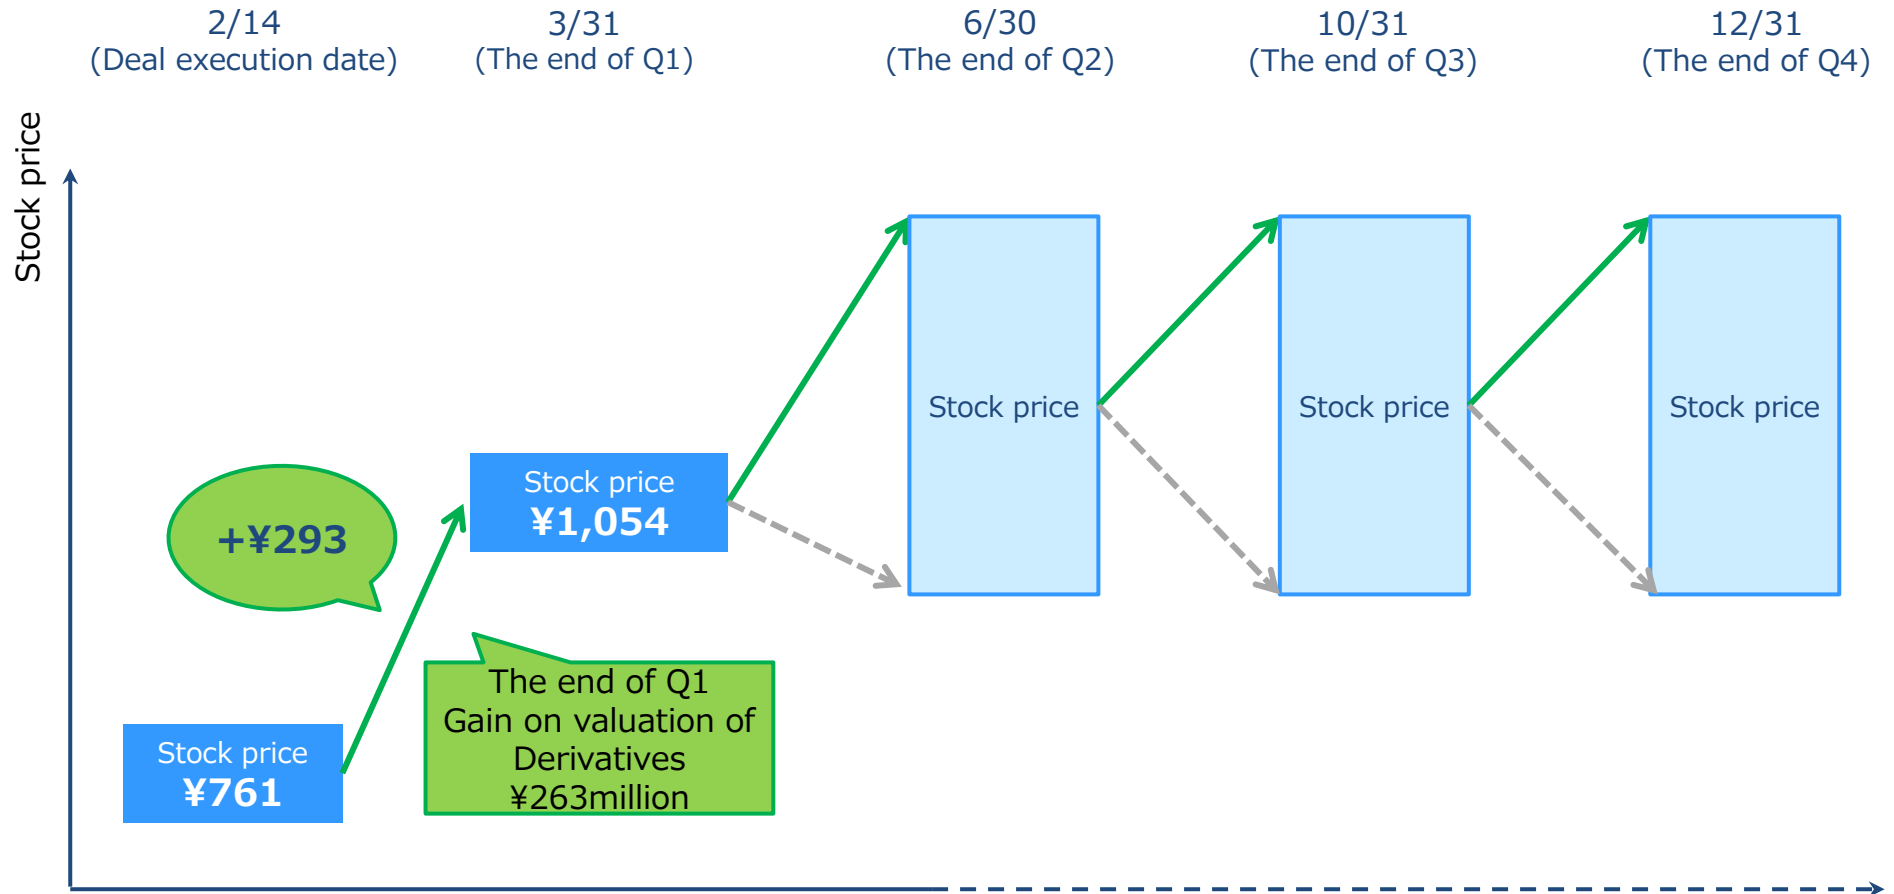 2/14
(Deal execution date)
3/31
(The end of Q1)
6/30
(The end of Q2)
10/31
(The end of Q3)
12/31
(The end of Q4)
Stock price
Stock price
Stock price
Stock price
Stock price
¥1,054
+¥293
The end of Q1
Gain on valuation of
Derivatives
¥263million
Stock price
¥761